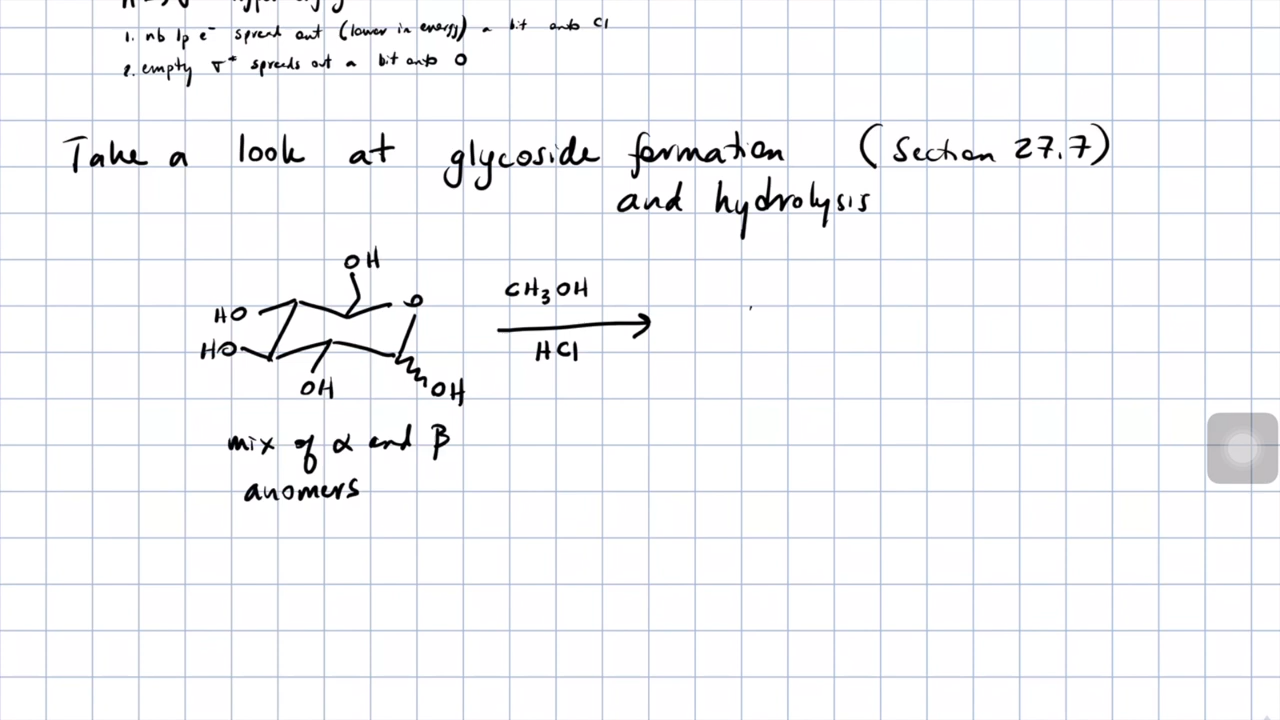 1. nb lp e⁻ spread out (lower in energy) a bit onto Cl
2. empty σ* spreads out a bit onto O
Take a look at glycoside formation (Section 27.7)
and hydrolysis
OH
HO
O
HO
OH
OH
CH₃OH
HCl
mix of α and β
anomers